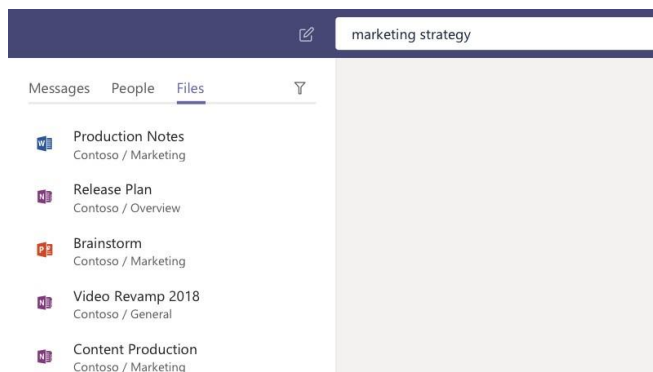 marketing strategy
Messages People Files
Production Notes
Contoso / Marketing
Release Plan
Contoso / Overview
Brainstorm
Contoso / Marketing
Video Revamp 2018
Contoso / General
Content Production
Contoso / Marketing